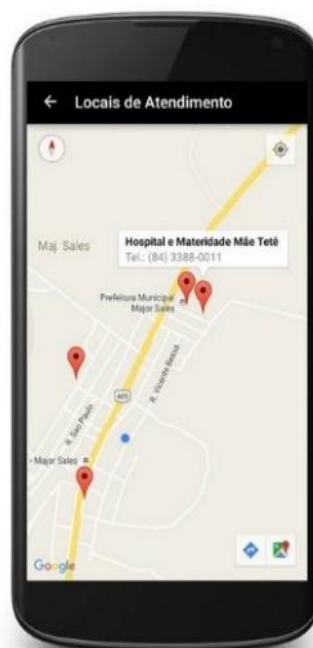 Locais de Atendimento
Maj. Sales
Hospital e Materidade Mãe Tetê
Tel.: (84) 3388-0011
Prefeitura Municipal
Major Sales
R. Vicente Bessa
405
R. São Paulo
- Major Sales
Google